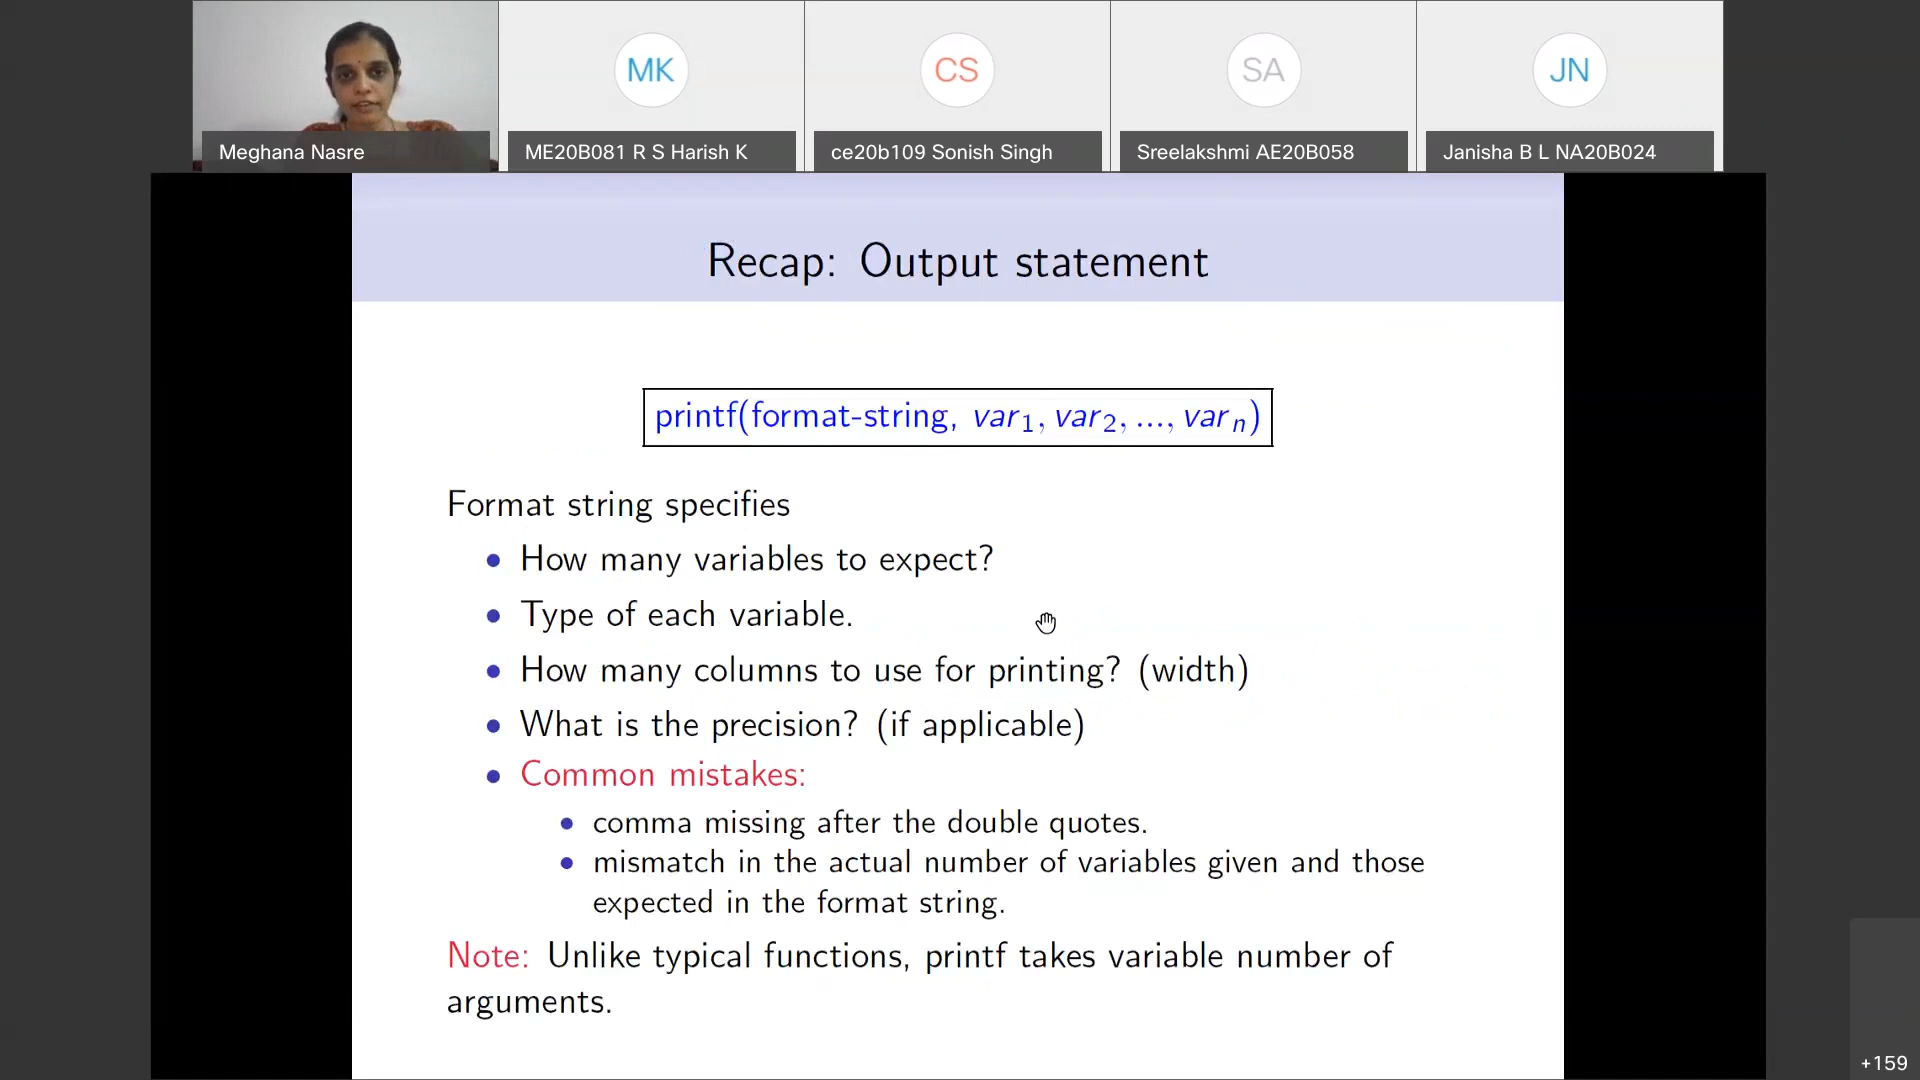 MK
CS
SA
JN
Meghana Nasre
ME20B081 R S Harish K
ce20b109 Sonish Singh
Sreelakshmi AE20B058
Janisha B L NA20B024
Recap: Output statement
printf(format-string, var₁, var₂, ..., varₙ)
Format string specifies
• How many variables to expect?
• Type of each variable.
• How many columns to use for printing? (width)
• What is the precision? (if applicable)
• Common mistakes:
• comma missing after the double quotes.
• mismatch in the actual number of variables given and those
expected in the format string.
Note: Unlike typical functions, printf takes variable number of
arguments.
+159